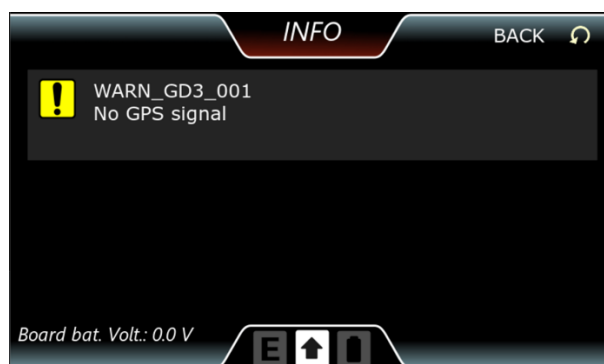 INFO
BACK
WARN_GD3_001
No GPS signal
Board bat. Volt.: 0.0 V
E